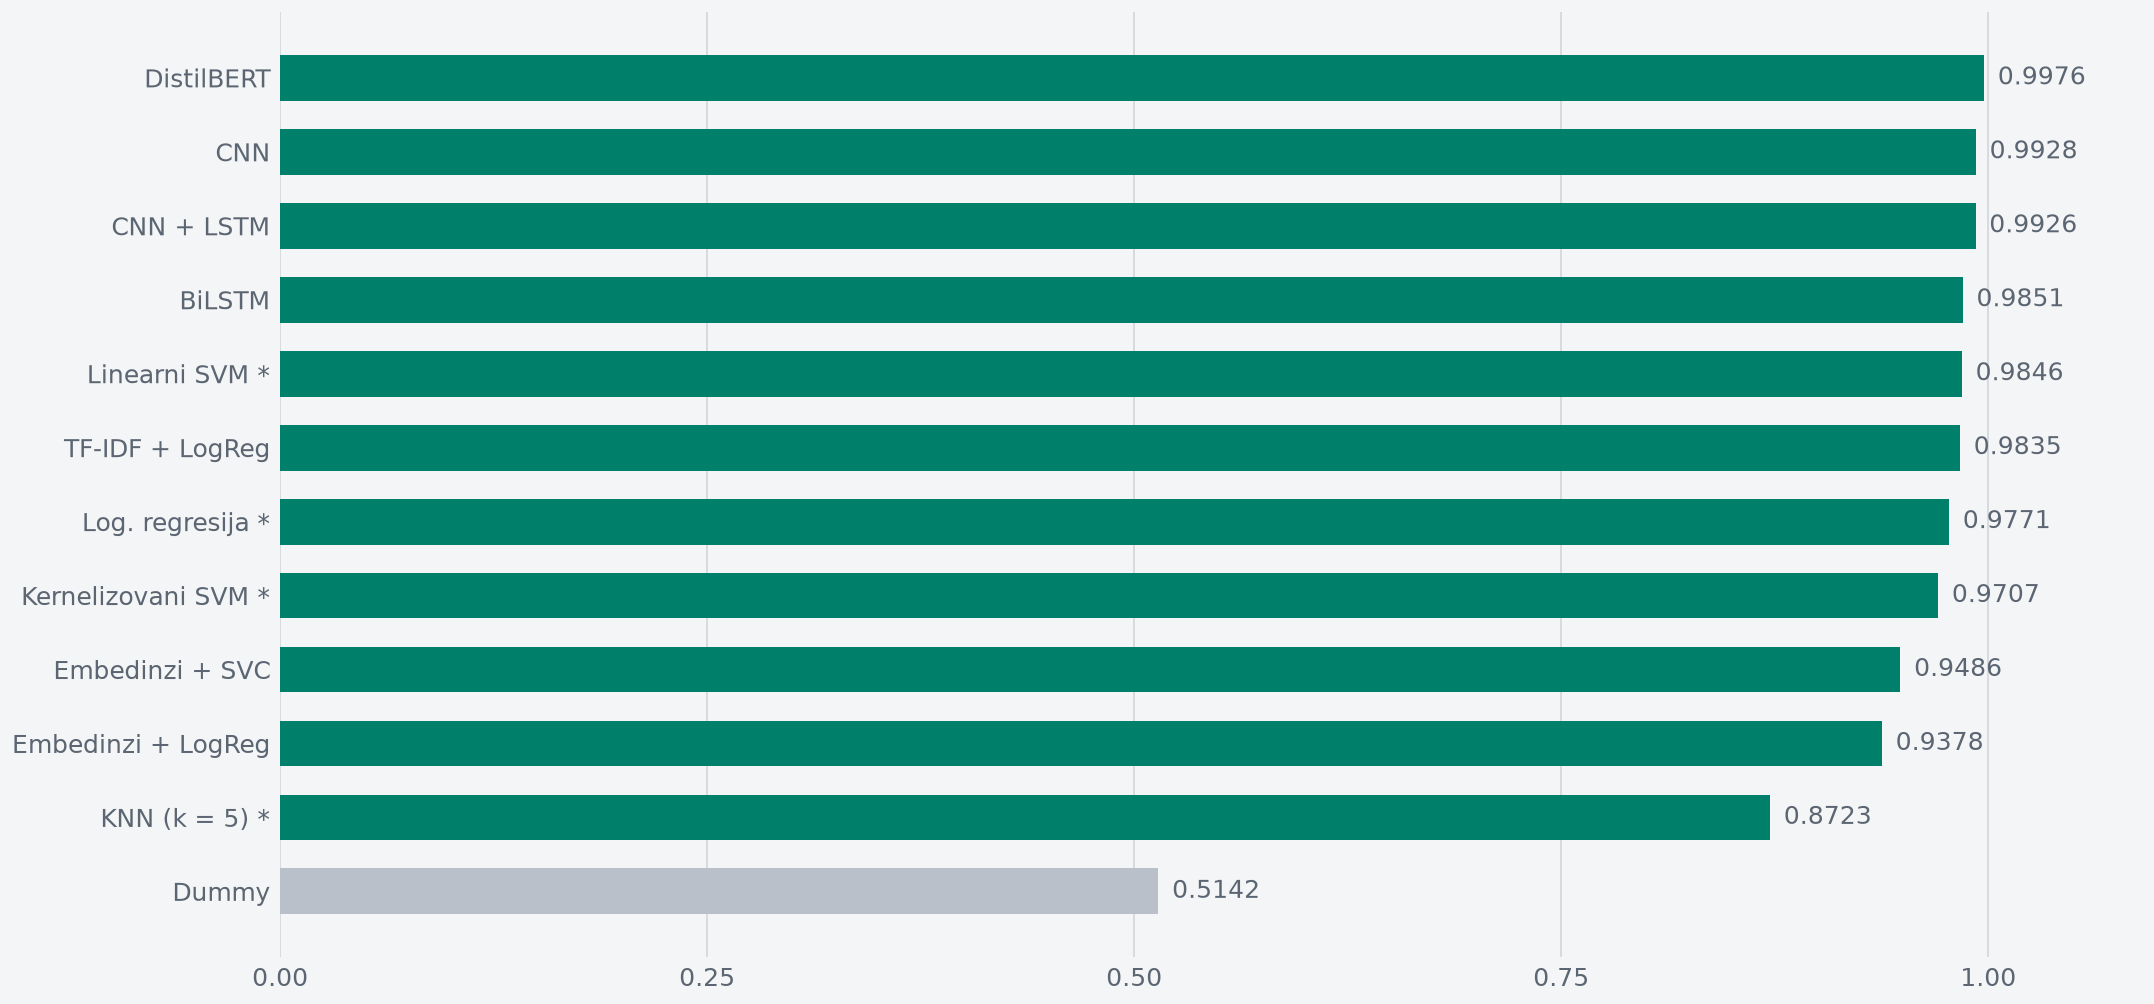 DistilBERT 0.9976
CNN 0.9928
CNN + LSTM 0.9926
BiLSTM 0.9851
Linearni SVM * 0.9846
TF-IDF + LogReg 0.9835
Log. regresija * 0.9771
Kernelizovani SVM * 0.9707
Embedinzi + SVC 0.9486
Embedinzi + LogReg 0.9378
KNN (k = 5) * 0.8723
Dummy 0.5142
0.00 0.25 0.50 0.75 1.00